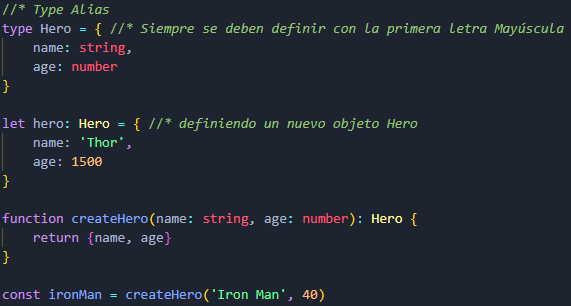 //* Type Alias
type Hero = { //* Siempre se deben definir con la primera letra Mayúscula
    name: string,
    age: number
}
let hero: Hero = { //* definiendo un nuevo objeto Hero
    name: 'Thor',
    age: 1500
}
function createHero(name: string, age: number): Hero {
    return {name, age}
}
const ironMan = createHero('Iron Man', 40)